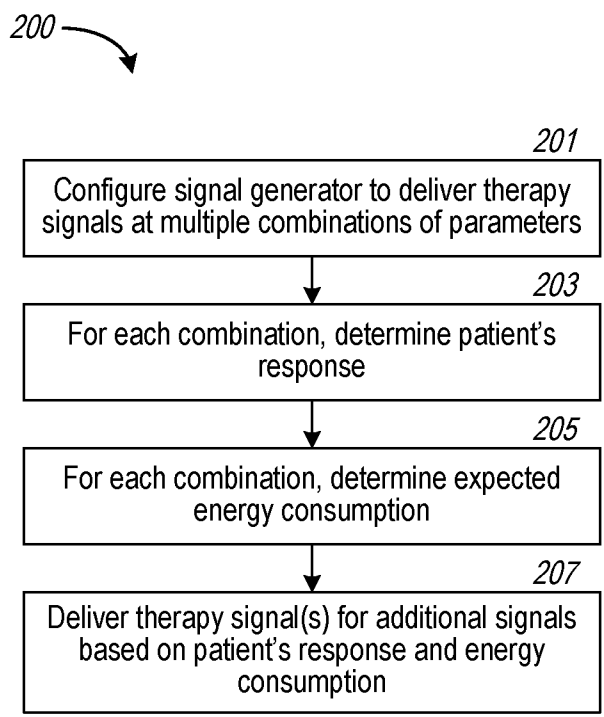 200
201
Configure signal generator to deliver therapy
signals at multiple combinations of parameters
203
For each combination, determine patient's
response
205
For each combination, determine expected
energy consumption
207
Deliver therapy signal(s) for additional signals
based on patient's response and energy
consumption